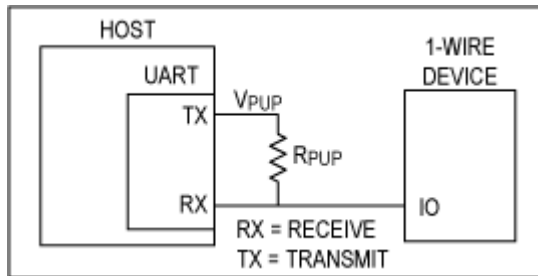 HOST
1-WIRE
DEVICE
UART
TX
VPUP
RPUP
RX
IO
RX = RECEIVE
TX = TRANSMIT